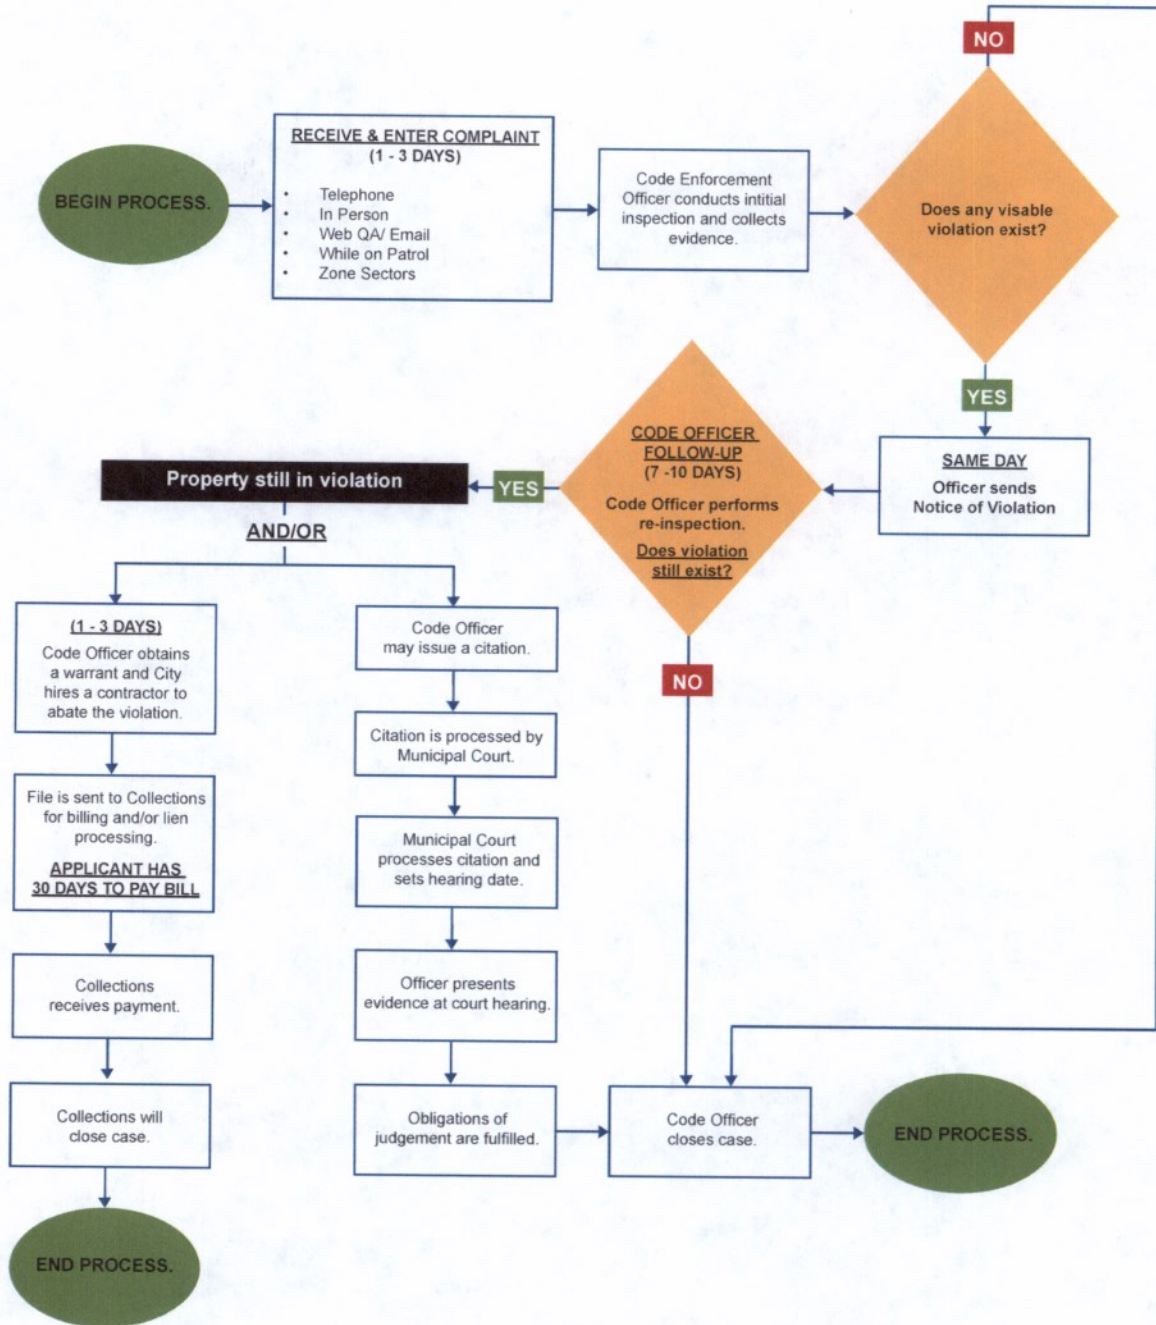 NO
BEGIN PROCESS.
RECEIVE & ENTER COMPLAINT
(1 - 3 DAYS)
• Telephone
• In Person
• Web QA/ Email
• While on Patrol
• Zone Sectors
Code Enforcement
Officer conducts intitial
inspection and collects
evidence.
Does any visable
violation exist?
YES
SAME DAY
Officer sends
Notice of Violation
CODE OFFICER
FOLLOW-UP
(7 -10 DAYS)
Code Officer performs
re-inspection.
Does violation
still exist?
YES
Property still in violation
AND/OR
(1 - 3 DAYS)
Code Officer obtains
a warrant and City
hires a contractor to
abate the violation.
File is sent to Collections
for billing and/or lien
processing.
APPLICANT HAS
30 DAYS TO PAY BILL
Collections
receives payment.
Collections will
close case.
END PROCESS.
Code Officer
may issue a citation.
Citation is processed by
Municipal Court.
Municipal Court
processes citation and
sets hearing date.
Officer presents
evidence at court hearing.
Obligations of
judgement are fulfilled.
NO
Code Officer
closes case.
END PROCESS.